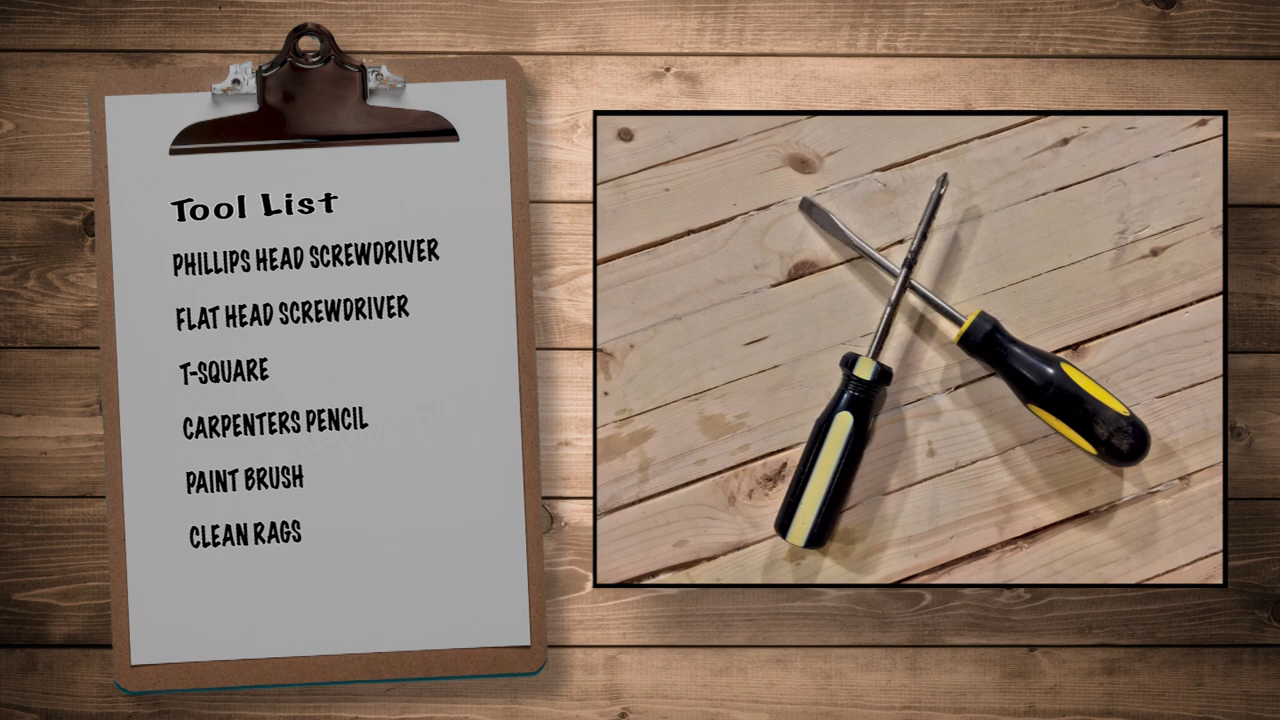 Tool List
PHILLIPS HEAD SCREWDRIVER
FLAT HEAD SCREWDRIVER
T-SQUARE
CARPENTERS PENCIL
PAINT BRUSH
CLEAN RAGS